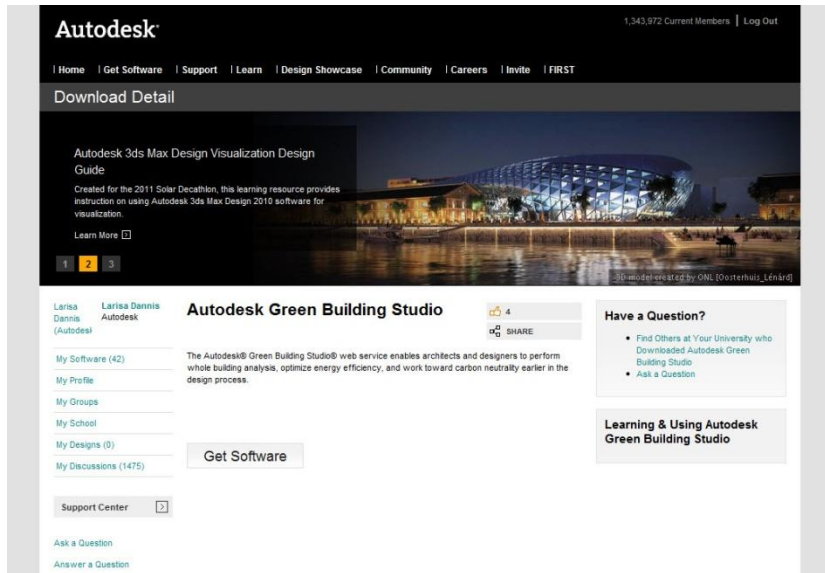 Autodesk
1,343,972 Current Members | Log Out
| Home | Get Software | Support | Learn | Design Showcase | Community | Careers | Invite | FIRST
Download Detail
Autodesk 3ds Max Design Visualization Design
Guide
Created for the 2011 Solar Decathlon, this learning resource provides
instruction on using Autodesk 3ds Max Design 2010 software for
visualization.
Learn More
1 2 3
3D model created by ONL [Oosterhuis_Lénárd]
Larisa
Dannis
(Autodesk
Larisa Dannis
Autodesk
My Software (42)
My Profile
My Groups
My School
My Designs (0)
My Discussions (1475)
Support Center
Ask a Question
Answer a Question
Autodesk Green Building Studio
4
SHARE
The Autodesk® Green Building Studio® web service enables architects and designers to perform
whole building analysis, optimize energy efficiency, and work toward carbon neutrality earlier in the
design process.
Get Software
Have a Question?
Find Others at Your University who
Downloaded Autodesk Green
Building Studio
Ask a Question
Learning & Using Autodesk
Green Building Studio